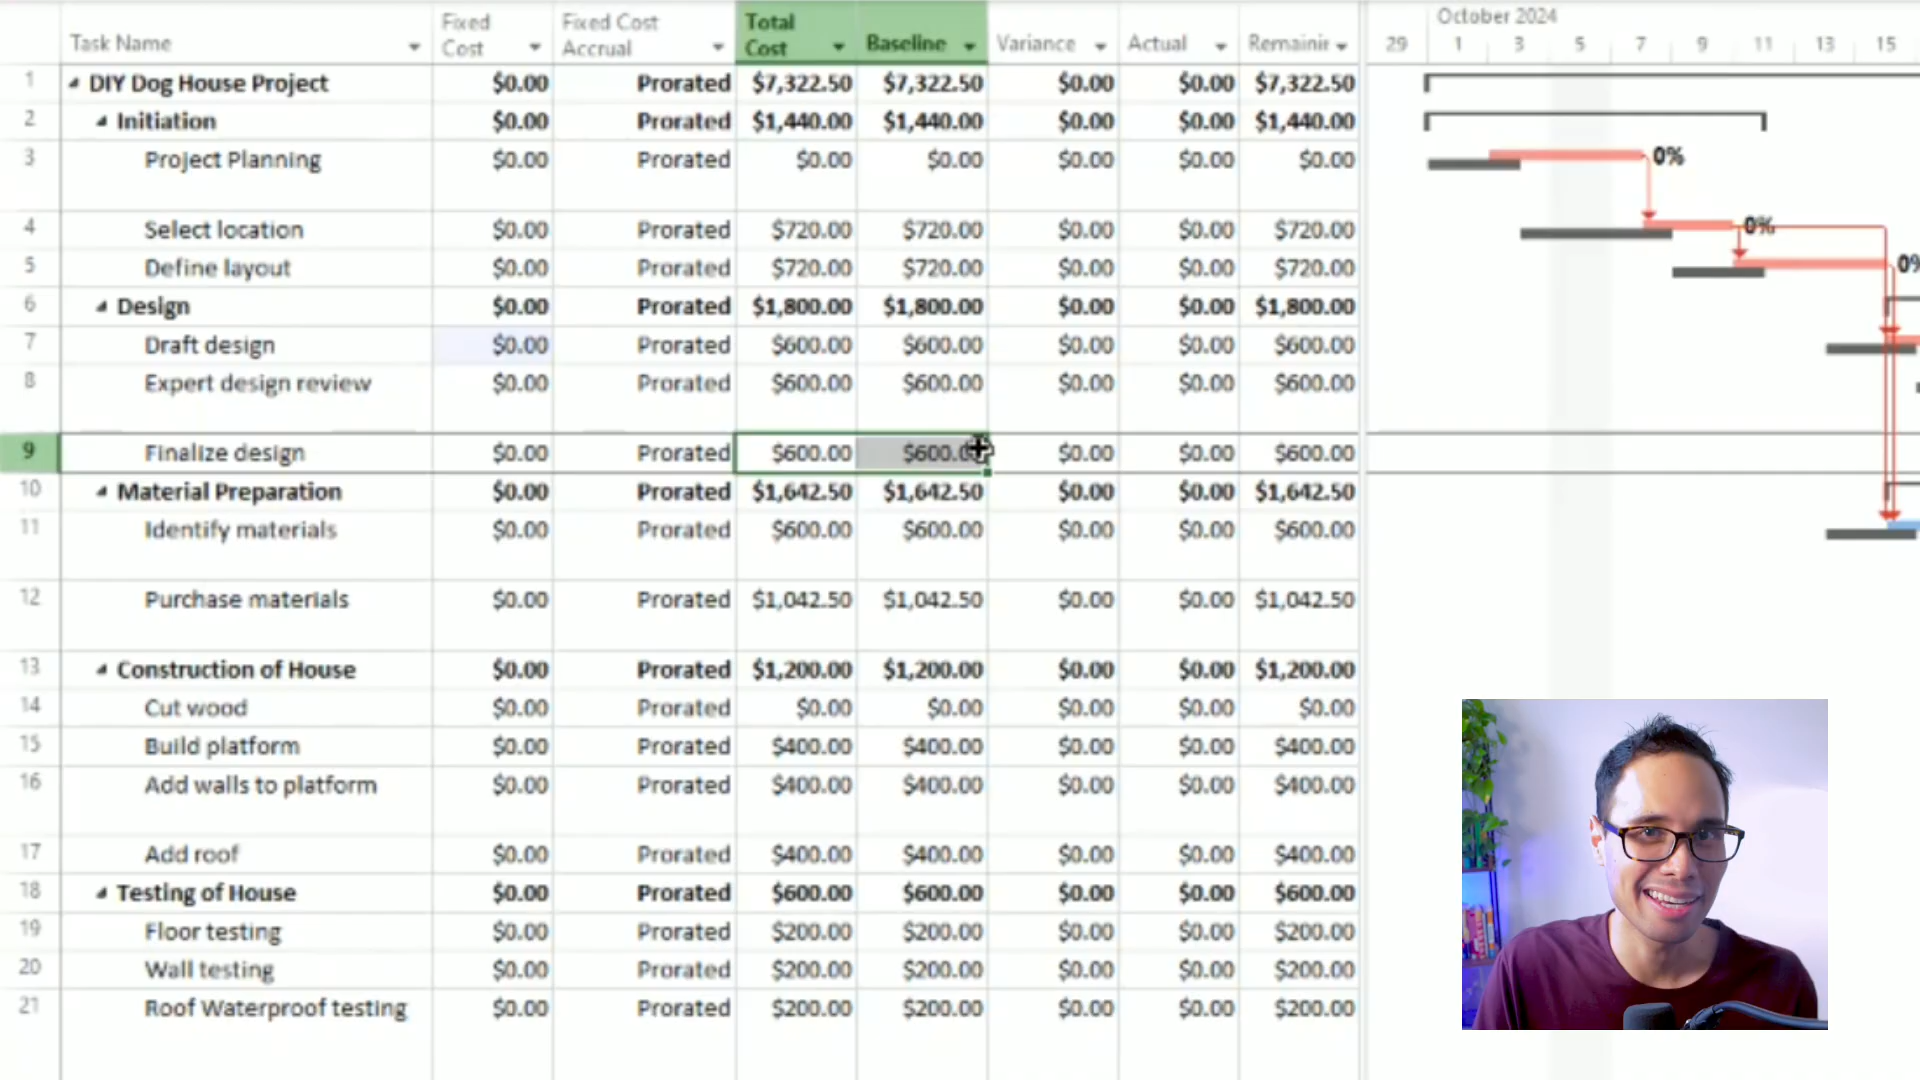 Task Name Fixed Cost Fixed Cost Accrual Total Cost Baseline Variance Actual Remainir October 2024
29 1 3 5 7 9 11 13 15
1 DIY Dog House Project $0.00 Prorated $7,322.50 $7,322.50 $0.00 $0.00 $7,322.50
2 Initiation $0.00 Prorated $1,440.00 $1,440.00 $0.00 $0.00 $1,440.00
3 Project Planning $0.00 Prorated $0.00 $0.00 $0.00 $0.00 $0.00 0%
4 Select location $0.00 Prorated $720.00 $720.00 $0.00 $0.00 $720.00 0%
5 Define layout $0.00 Prorated $720.00 $720.00 $0.00 $0.00 $720.00 0%
6 Design $0.00 Prorated $1,800.00 $1,800.00 $0.00 $0.00 $1,800.00
7 Draft design $0.00 Prorated $600.00 $600.00 $0.00 $0.00 $600.00
8 Expert design review $0.00 Prorated $600.00 $600.00 $0.00 $0.00 $600.00
9 Finalize design $0.00 Prorated $600.00 $600.00 $0.00 $0.00 $600.00
10 Material Preparation $0.00 Prorated $1,642.50 $1,642.50 $0.00 $0.00 $1,642.50
11 Identify materials $0.00 Prorated $600.00 $600.00 $0.00 $0.00 $600.00
12 Purchase materials $0.00 Prorated $1,042.50 $1,042.50 $0.00 $0.00 $1,042.50
13 Construction of House $0.00 Prorated $1,200.00 $1,200.00 $0.00 $0.00 $1,200.00
14 Cut wood $0.00 Prorated $0.00 $0.00 $0.00 $0.00 $0.00
15 Build platform $0.00 Prorated $400.00 $400.00 $0.00 $0.00 $400.00
16 Add walls to platform $0.00 Prorated $400.00 $400.00 $0.00 $0.00 $400.00
17 Add roof $0.00 Prorated $400.00 $400.00 $0.00 $0.00 $400.00
18 Testing of House $0.00 Prorated $600.00 $600.00 $0.00 $0.00 $600.00
19 Floor testing $0.00 Prorated $200.00 $200.00 $0.00 $0.00 $200.00
20 Wall testing $0.00 Prorated $200.00 $200.00 $0.00 $0.00 $200.00
21 Roof Waterproof testing $0.00 Prorated $200.00 $200.00 $0.00 $0.00 $200.00